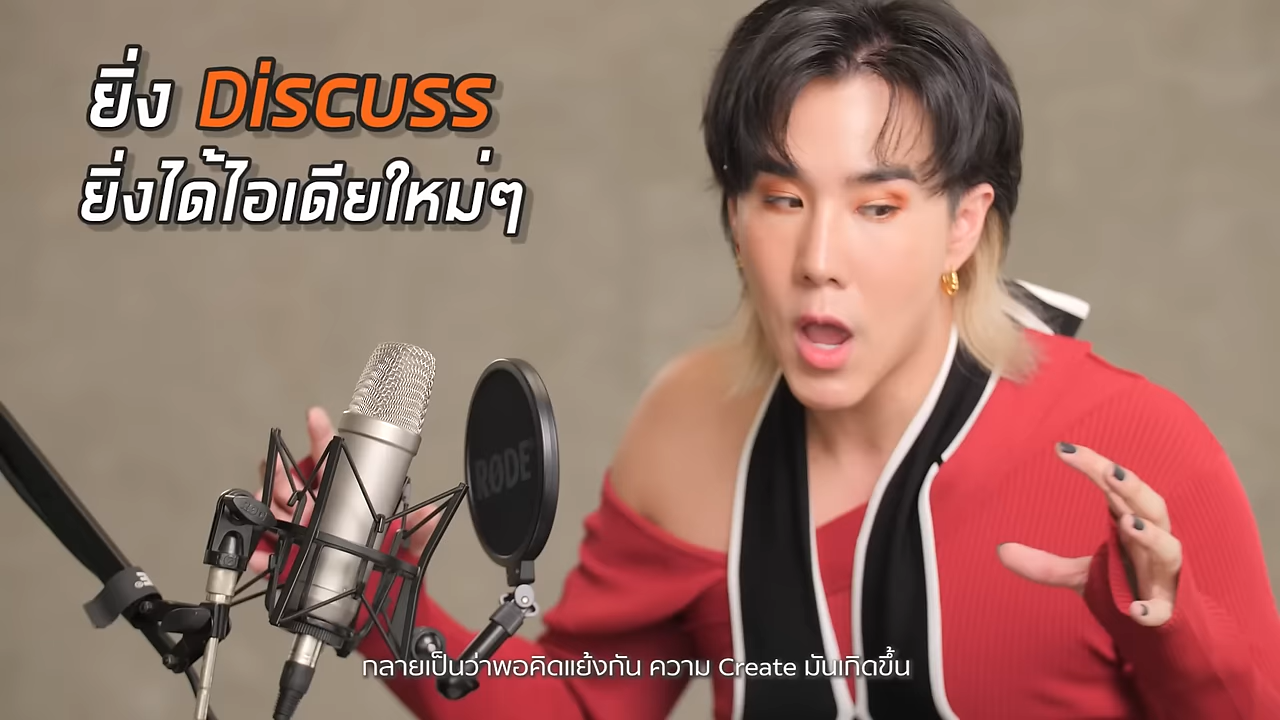 ยิ่ง Discuss
ยิ่งได้ไอเดียใหม่ๆ
RØDE
กลายเป็นว่าพอคิดแย้งกัน ความ Create มันเกิดขึ้น